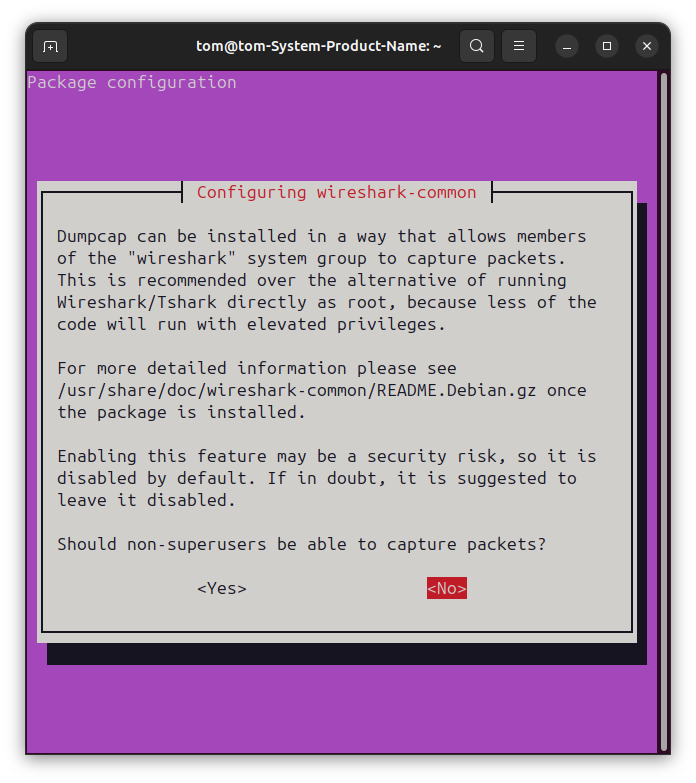 tom@tom-System-Product-Name: ~
Package configuration
Configuring wireshark-common
Dumpcap can be installed in a way that allows members
of the "wireshark" system group to capture packets.
This is recommended over the alternative of running
Wireshark/Tshark directly as root, because less of the
code will run with elevated privileges.
For more detailed information please see
/usr/share/doc/wireshark-common/README.Debian.gz once
the package is installed.
Enabling this feature may be a security risk, so it is
disabled by default. If in doubt, it is suggested to
leave it disabled.
Should non-superusers be able to capture packets?
<Yes> <No>